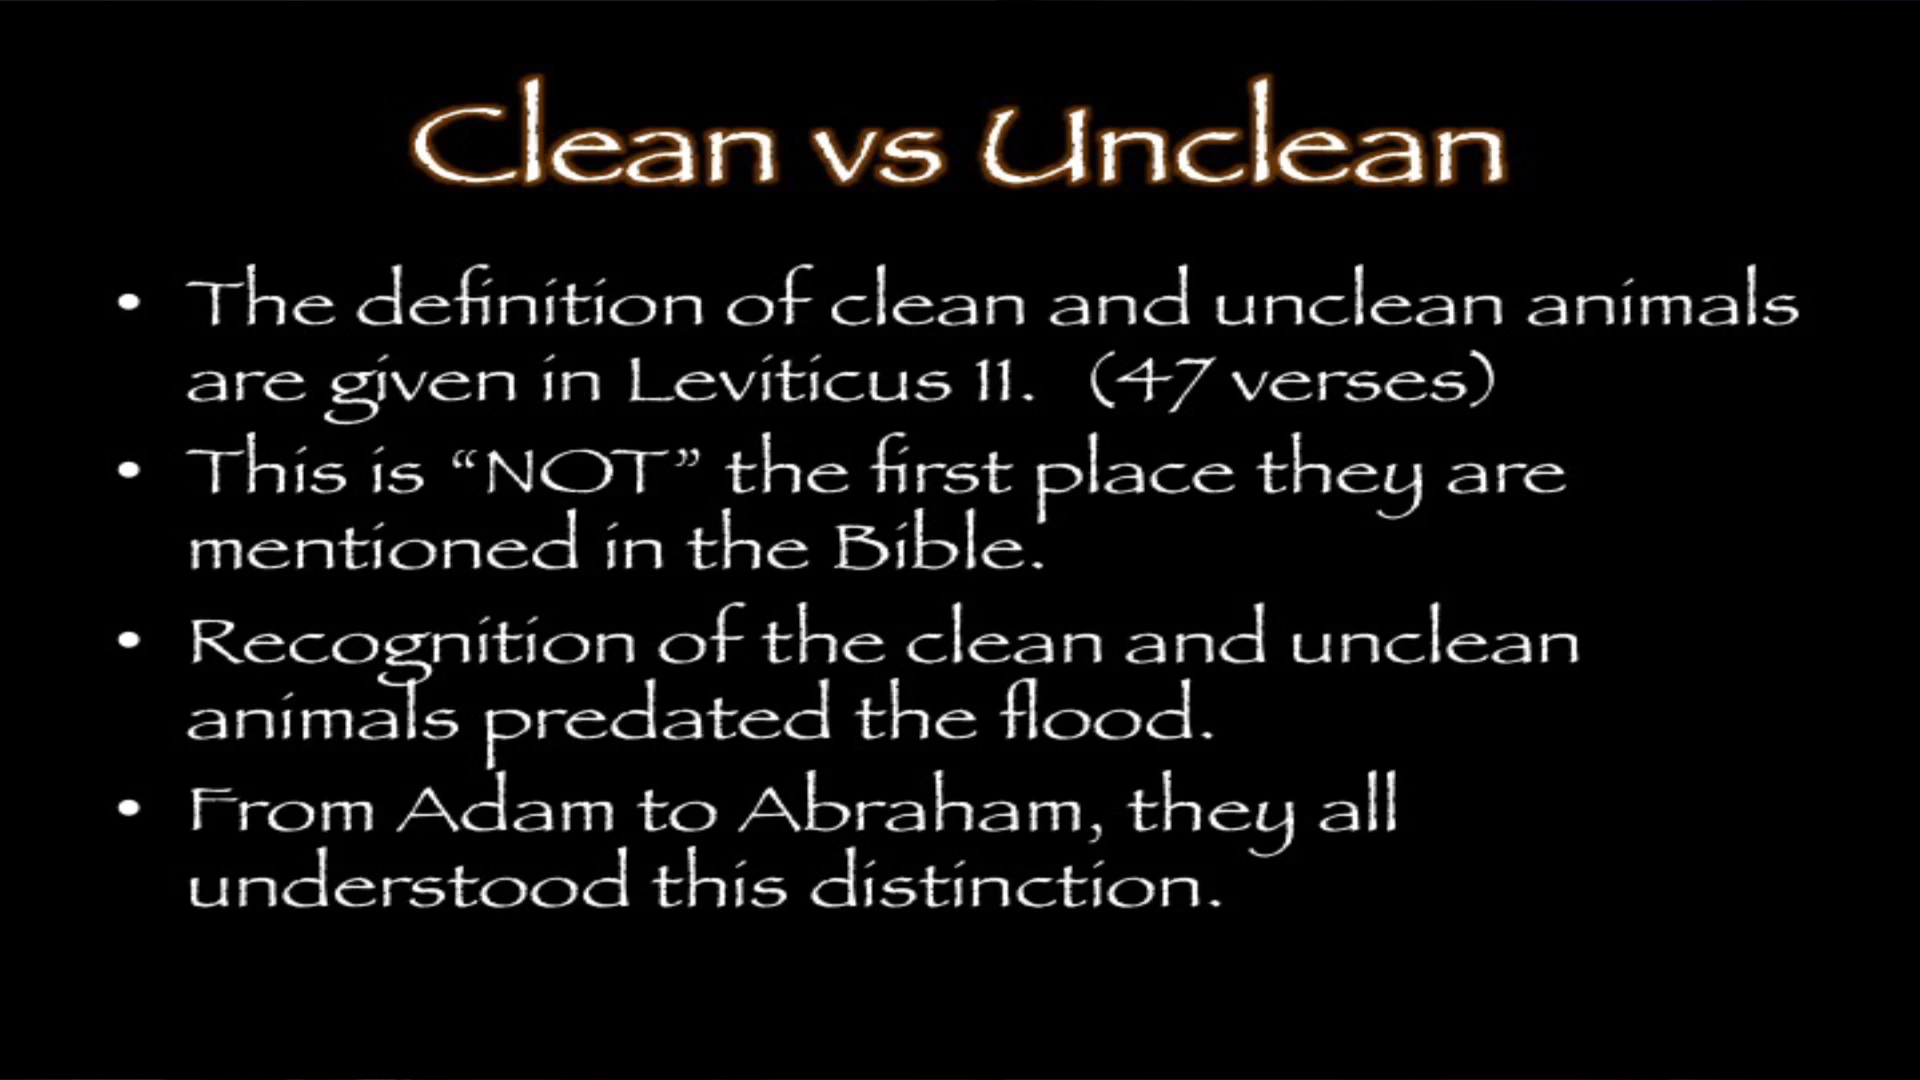 Clean vs Unclean
• The definition of clean and unclean animals
are given in Leviticus 11.  (47 verses)
• This is “NOT” the first place they are
mentioned in the Bible.
• Recognition of the clean and unclean
animals predated the flood.
• From Adam to Abraham, they all
understood this distinction.